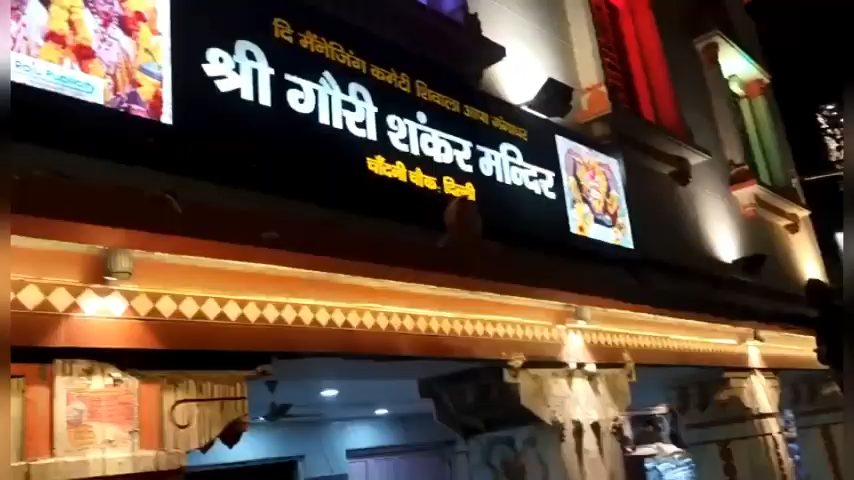 दि मैनेजिंग कमेटी शिवाला आपा गंगाधर
श्री गौरी शंकर मन्दिर
चाँदनी चौक, दिल्ली